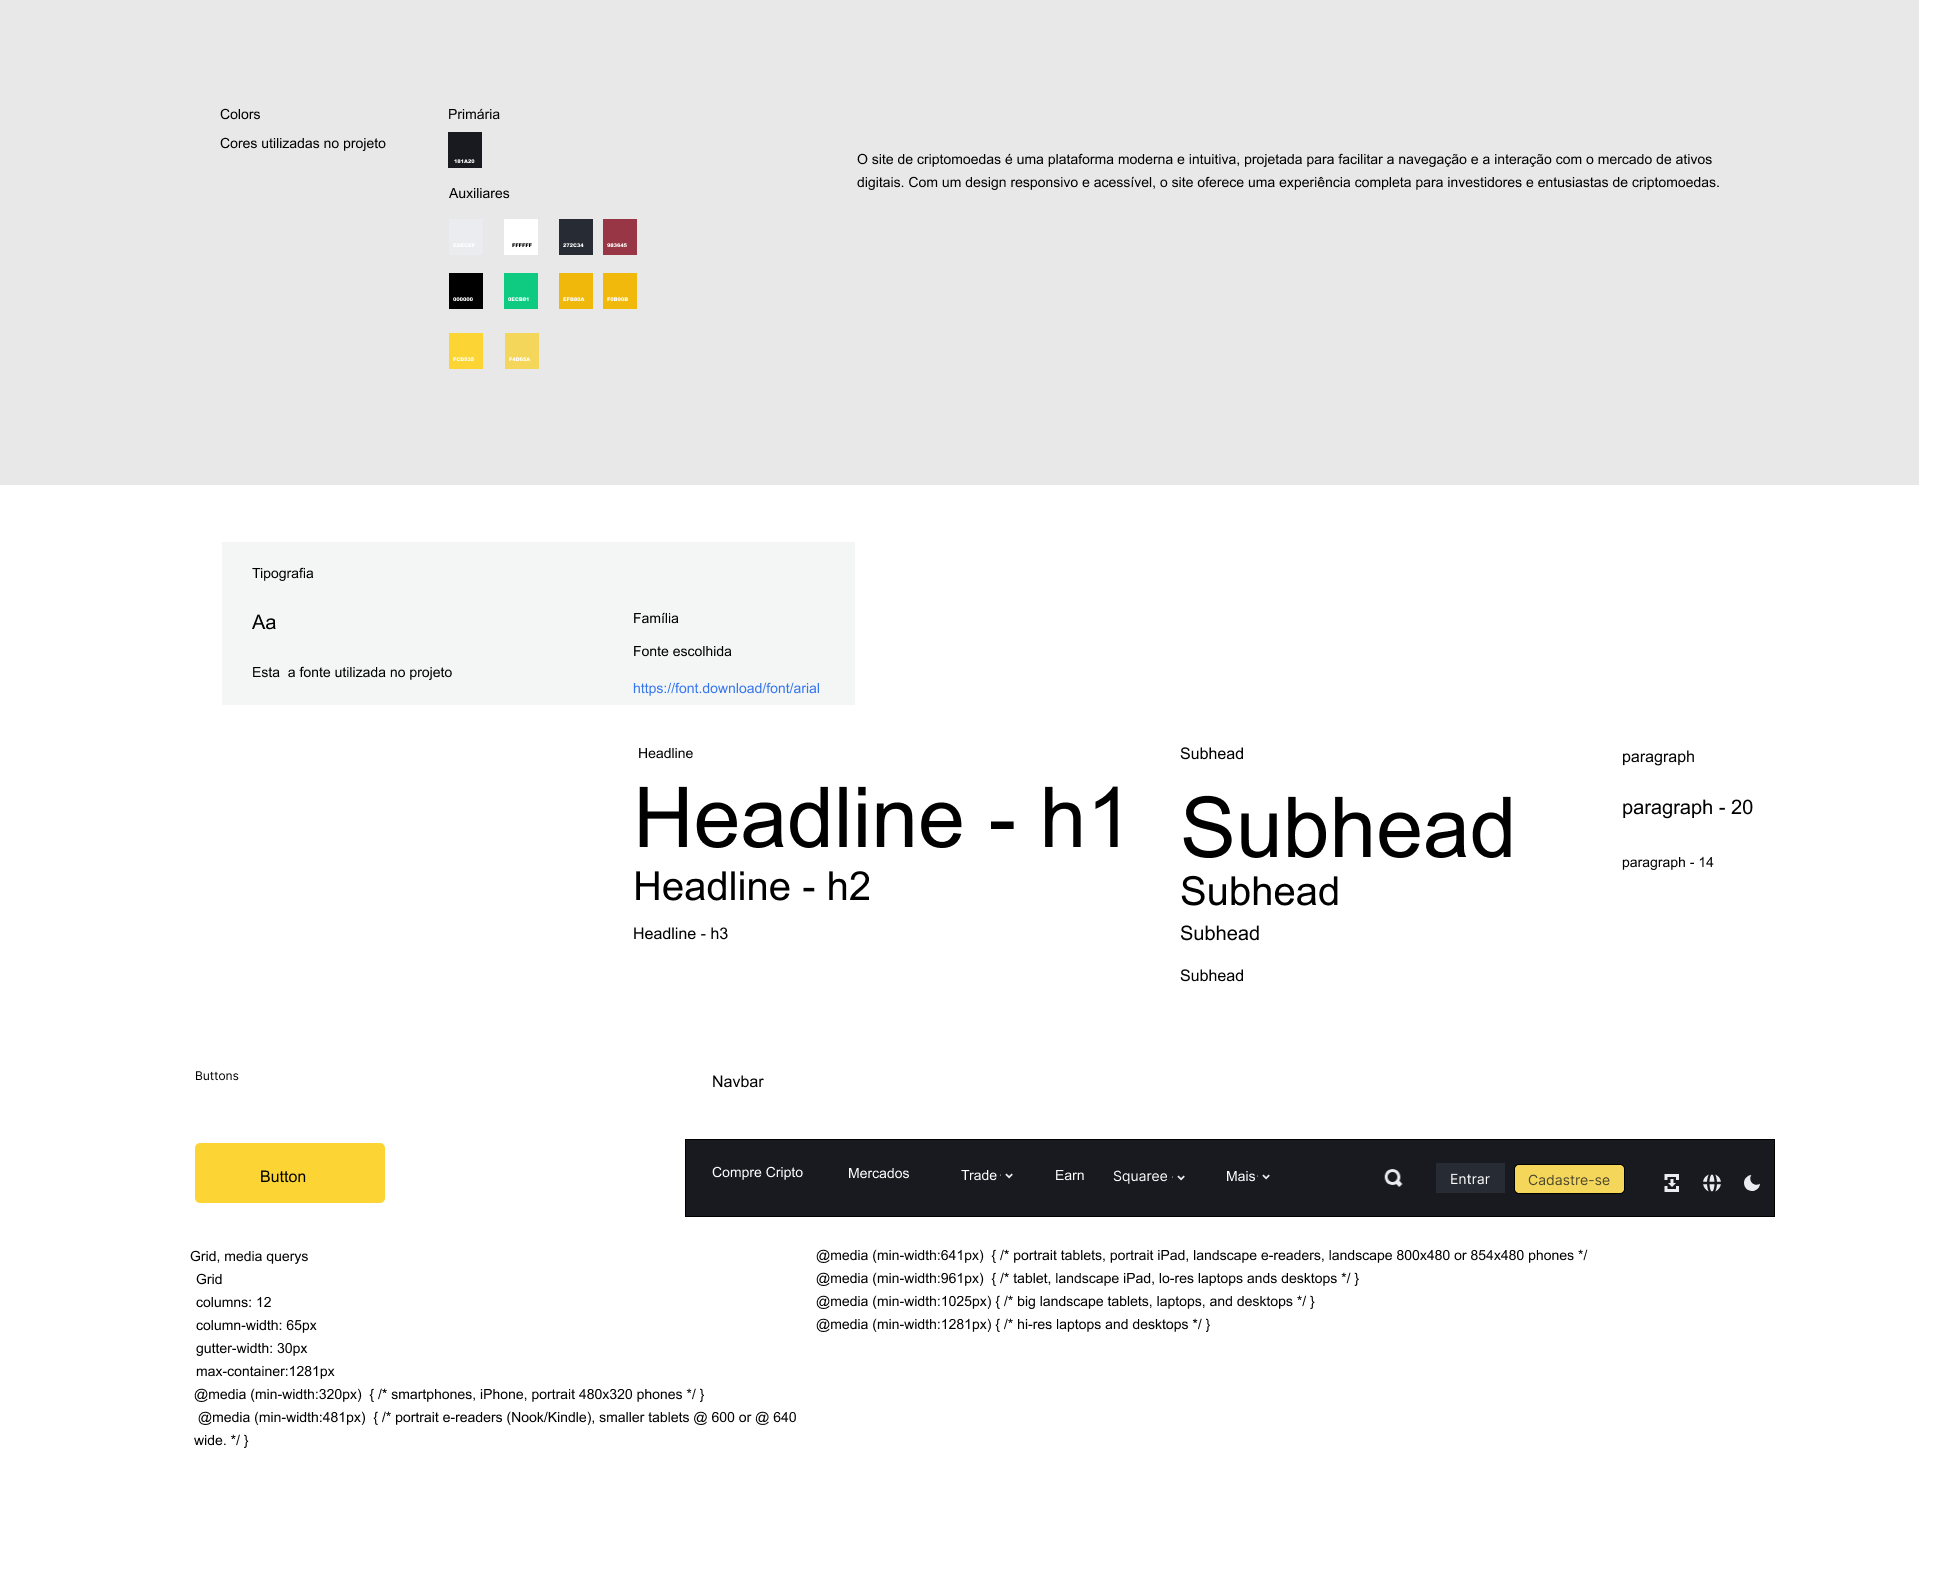 Colors
Cores utilizadas no projeto
Primária
181A20
Auxiliares
FFFFFF
272C34
983645
000000
0ECB81
O site de criptomoedas é uma plataforma moderna e intuitiva, projetada para facilitar a navegação e a interação com o mercado de ativos
digitais. Com um design responsivo e acessível, o site oferece uma experiência completa para investidores e entusiastas de criptomoedas.
Tipografia
Aa
Esta  a fonte utilizada no projeto
Família
Fonte escolhida
https://font.download/font/arial
Headline
Headline - h1
Headline - h2
Headline - h3
Subhead
Subhead
Subhead
Subhead
Subhead
paragraph
paragraph - 20
paragraph - 14
Buttons
Button
Navbar
Compre Cripto
Mercados
Trade
Earn
Squaree
Mais
Entrar
Cadastre-se
Grid, media querys
Grid
columns: 12
column-width: 65px
gutter-width: 30px
max-container:1281px
@media (min-width:320px)  { /* smartphones, iPhone, portrait 480x320 phones */ }
@media (min-width:481px)  { /* portrait e-readers (Nook/Kindle), smaller tablets @ 600 or @ 640
wide. */ }
@media (min-width:641px)  { /* portrait tablets, portrait iPad, landscape e-readers, landscape 800x480 or 854x480 phones */
@media (min-width:961px)  { /* tablet, landscape iPad, lo-res laptops ands desktops */ }
@media (min-width:1025px) { /* big landscape tablets, laptops, and desktops */ }
@media (min-width:1281px) { /* hi-res laptops and desktops */ }